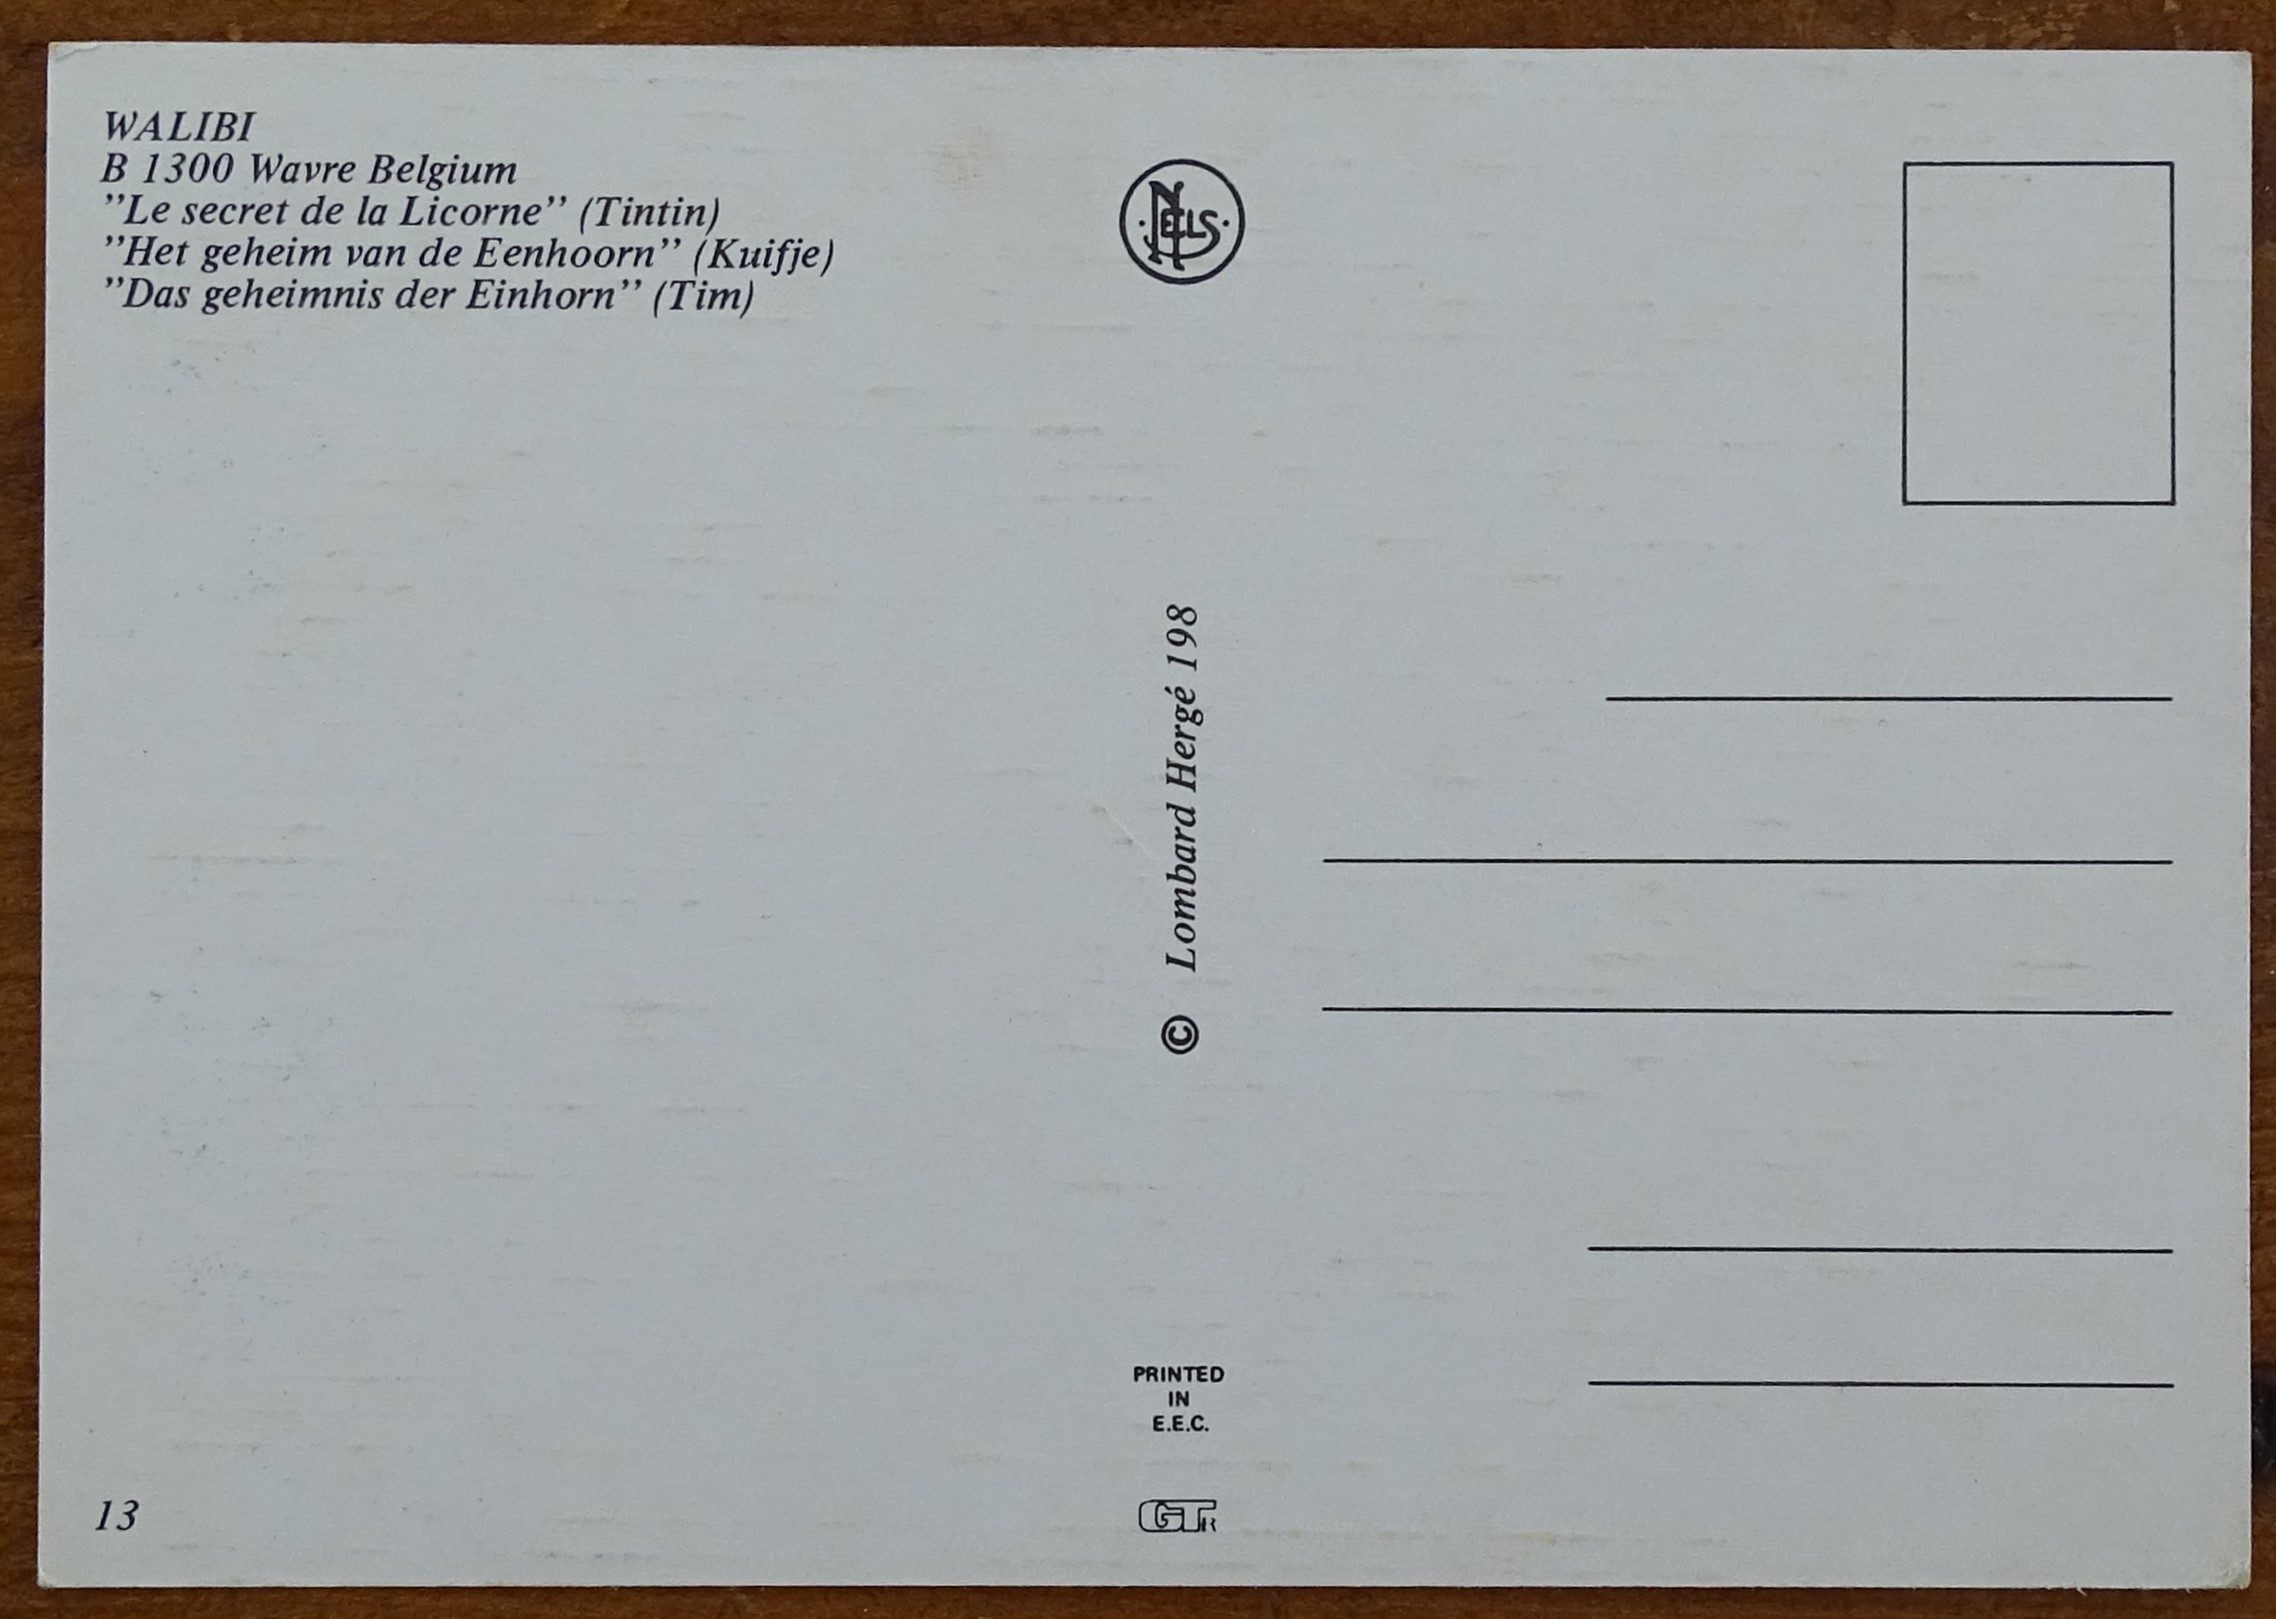 WALIBI
B 1300 Wavre Belgium
”Le secret de la Licorne” (Tintin)
”Het geheim van de Eenhoorn” (Kuifje)
”Das geheimnis der Einhorn” (Tim)
NELS
© Lombard Hergé 198
PRINTED
IN
E.E.C.
13